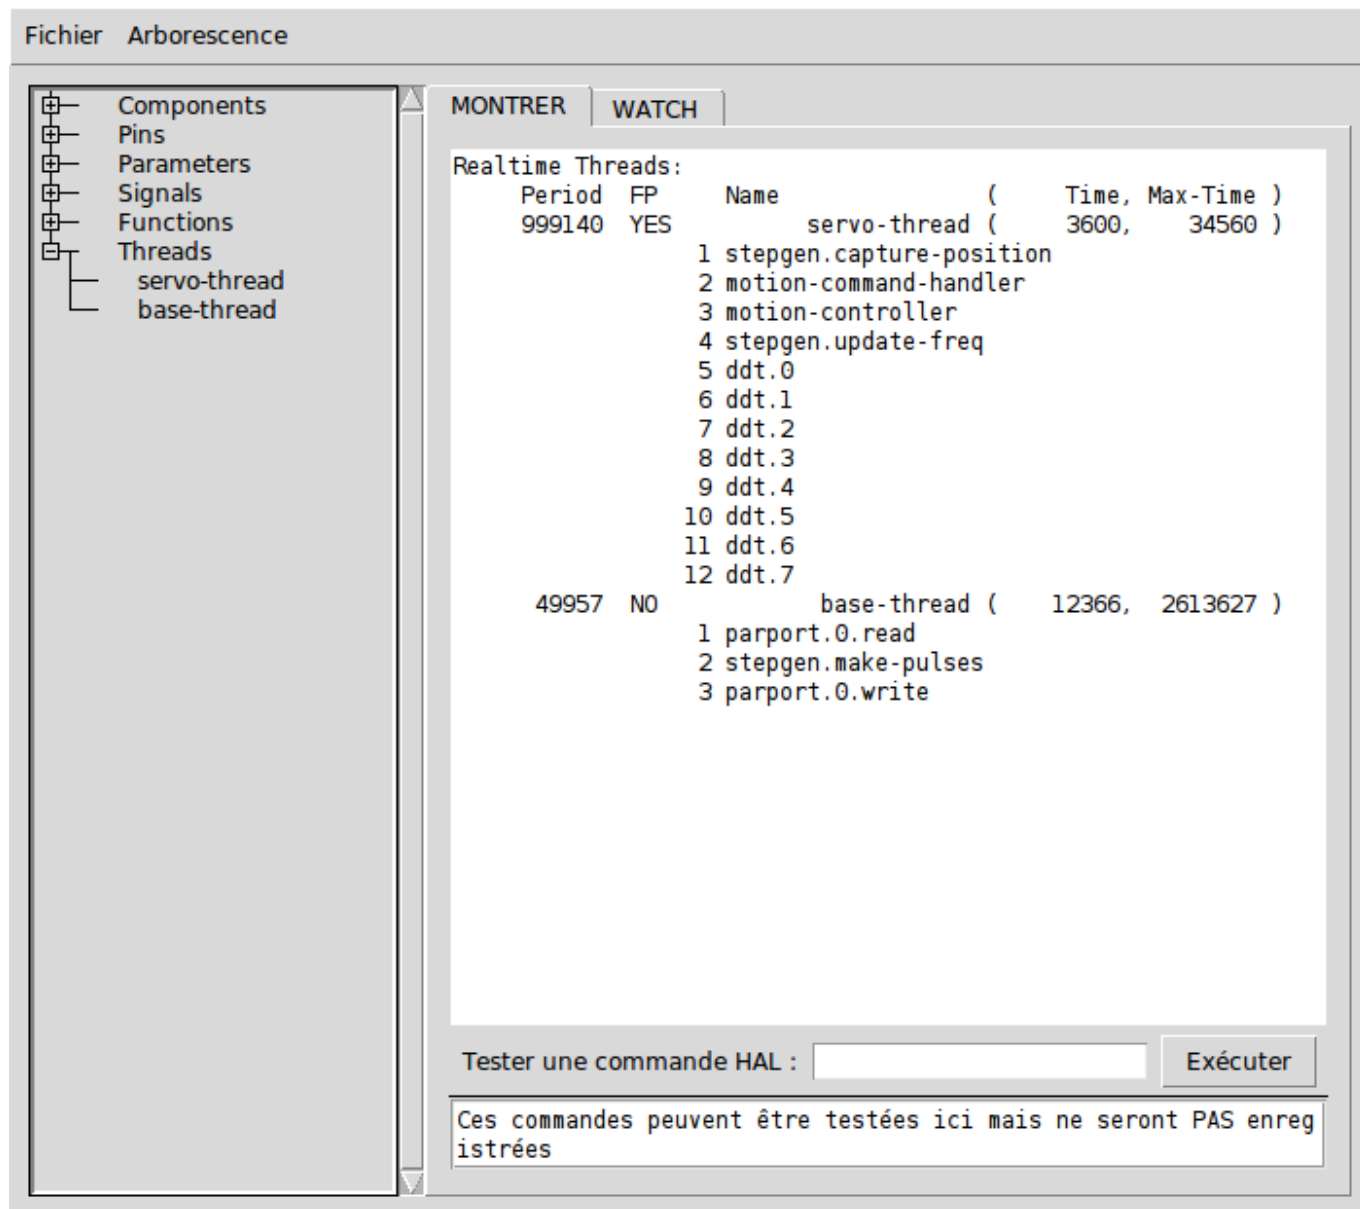 Fichier Arborescence
Components
Pins
Parameters
Signals
Functions
Threads
servo-thread
base-thread
MONTRER WATCH
Realtime Threads:
Period FP Name ( Time, Max-Time )
999140 YES servo-thread ( 3600, 34560 )
1 stepgen.capture-position
2 motion-command-handler
3 motion-controller
4 stepgen.update-freq
5 ddt.0
6 ddt.1
7 ddt.2
8 ddt.3
9 ddt.4
10 ddt.5
11 ddt.6
12 ddt.7
49957 NO base-thread ( 12366, 2613627 )
1 parport.0.read
2 stepgen.make-pulses
3 parport.0.write
Tester une commande HAL : Exécuter
Ces commandes peuvent être testées ici mais ne seront PAS enreg
istrées